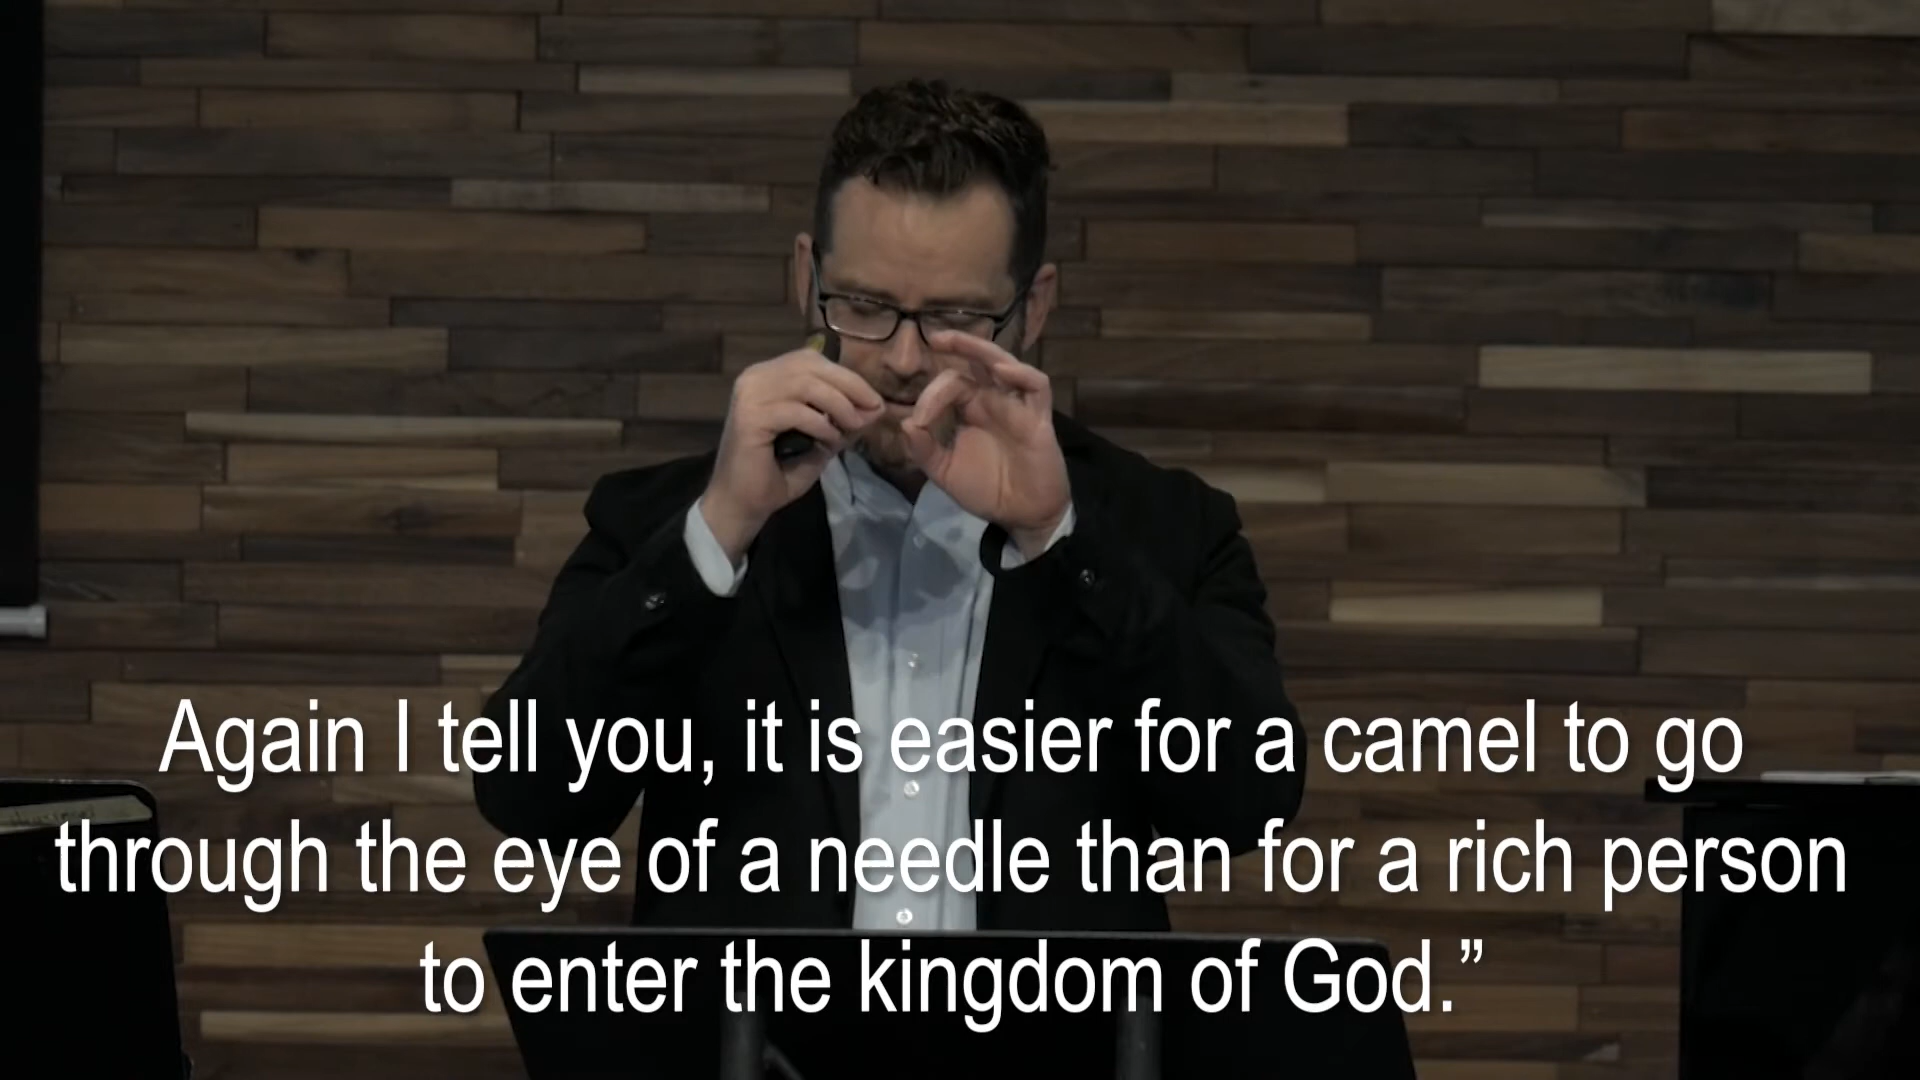 Again I tell you, it is easier for a camel to go
through the eye of a needle than for a rich person
to enter the kingdom of God.”